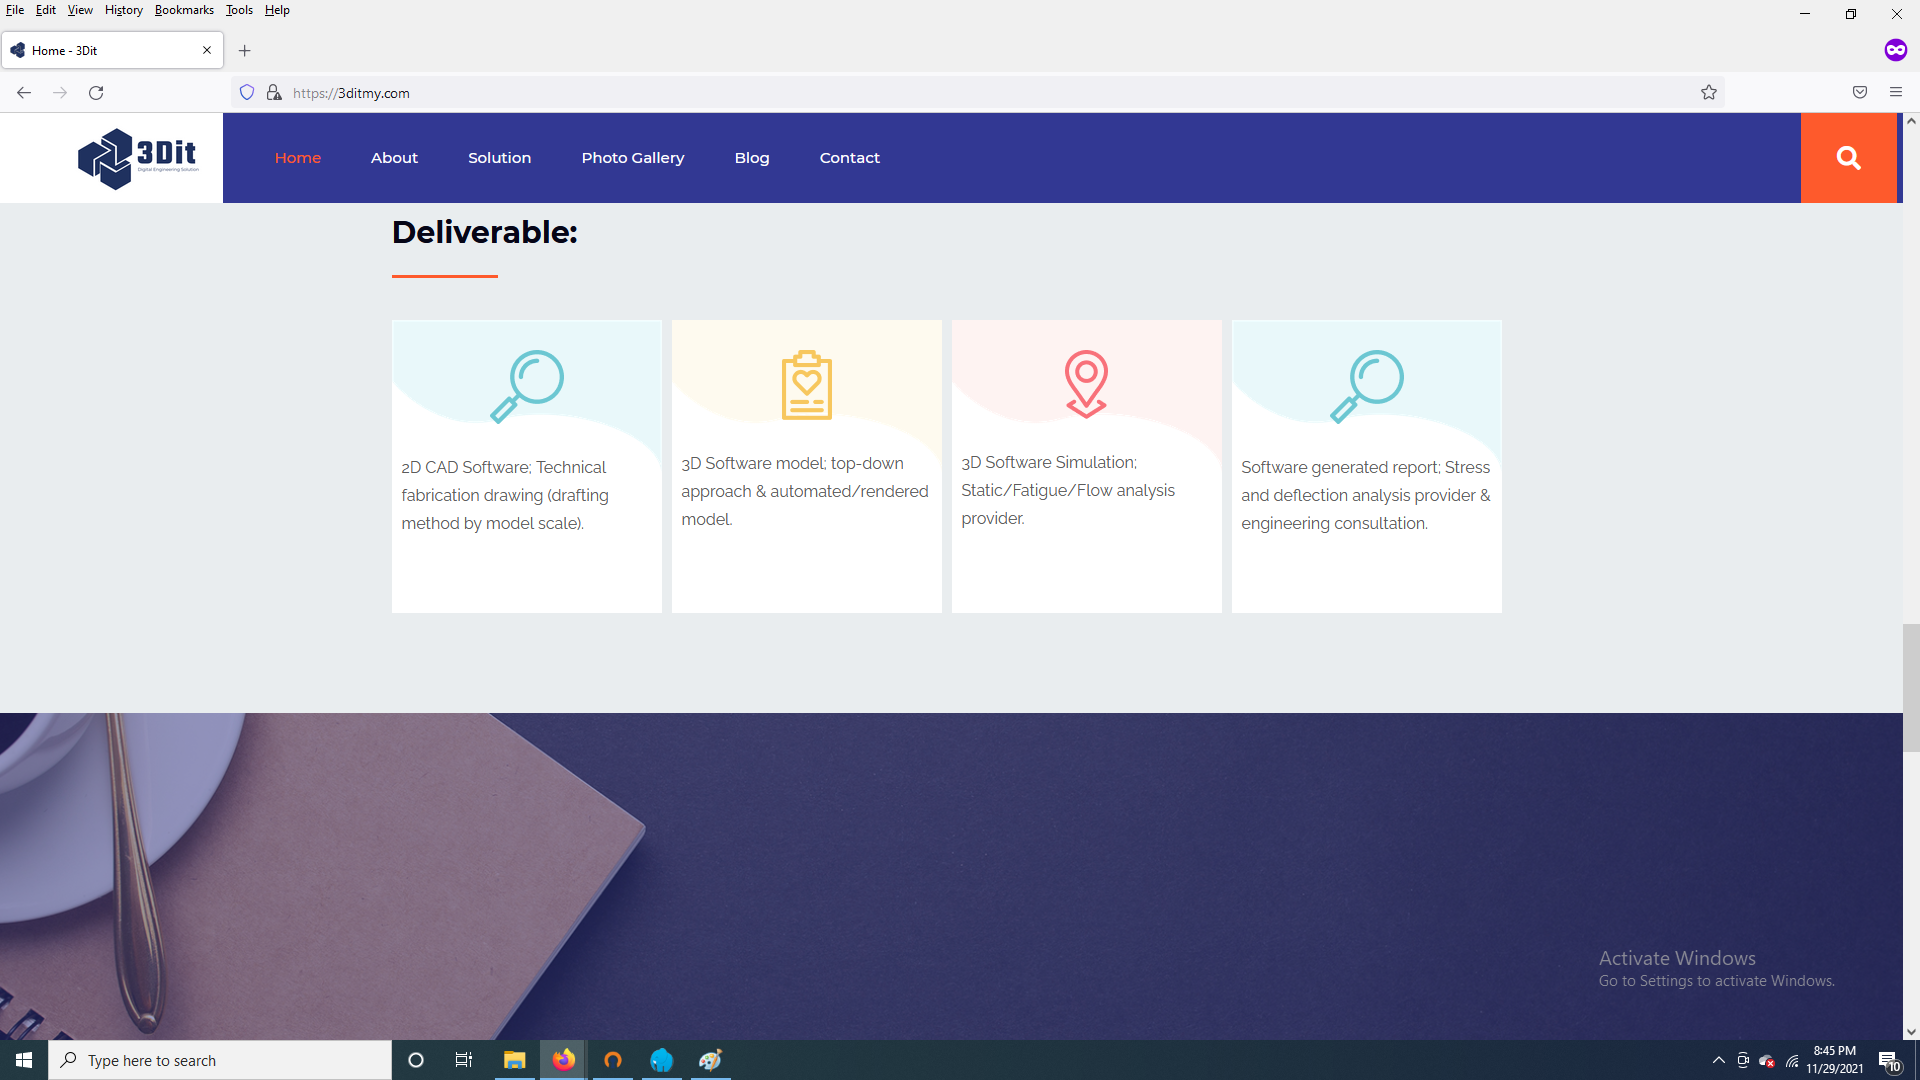 File Edit View History Bookmarks Tools Help
Home - 3Dit
https://3ditmy.com
3Dit
Digital Engineering Solution
Home About Solution Photo Gallery Blog Contact
Deliverable:
2D CAD Software; Technical
fabrication drawing (drafting
method by model scale).
3D Software model; top-down
approach & automated/rendered
model.
3D Software Simulation;
Static/Fatigue/Flow analysis
provider.
Software generated report; Stress
and deflection analysis provider &
engineering consultation.
Activate Windows
Go to Settings to activate Windows.
Type here to search
8:45 PM
11/29/2021
10